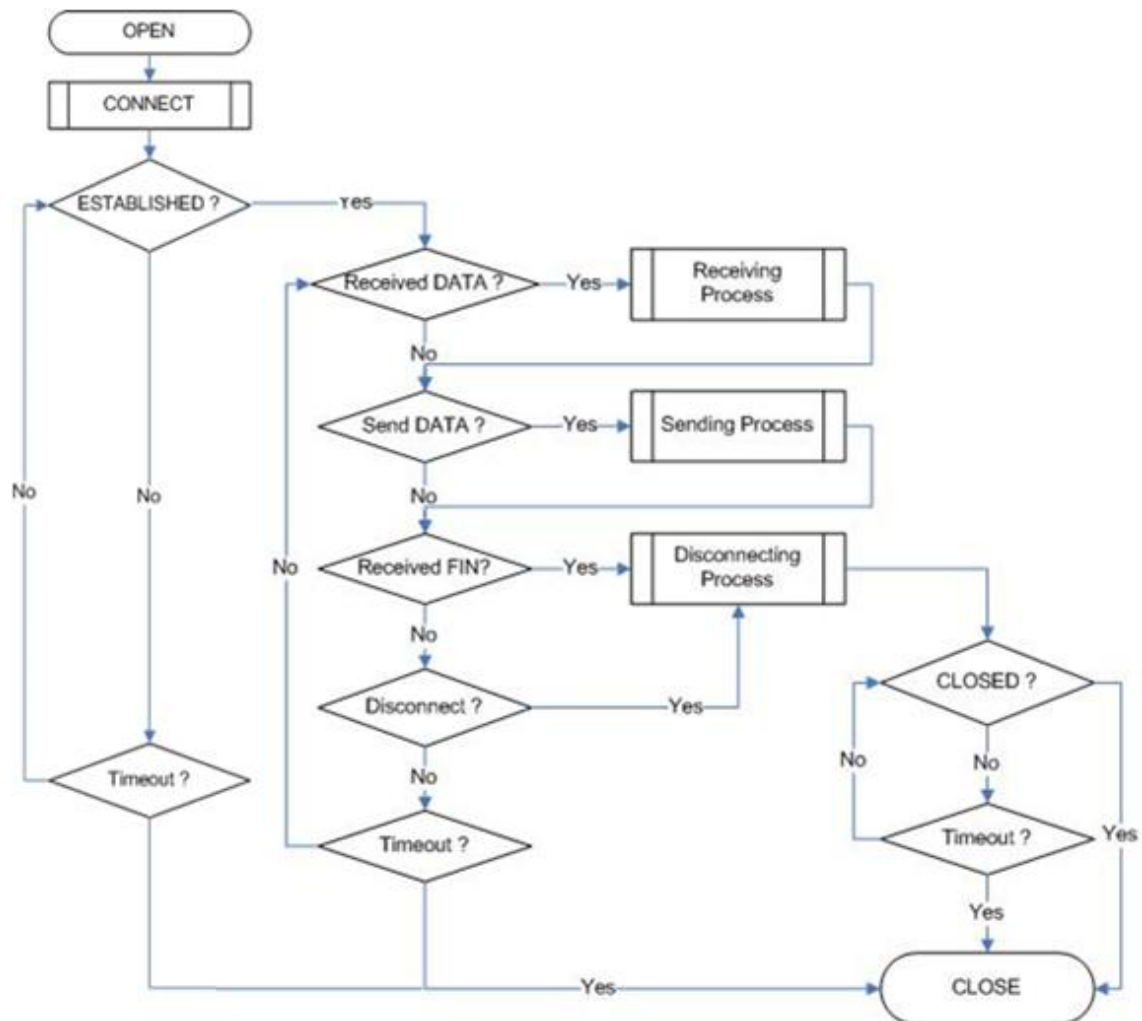 OPEN
CONNECT
ESTABLISHED ?
Yes
Received DATA ?
Yes
Receiving
Process
No
Send DATA ?
Yes
Sending Process
No
No
No
Received FIN?
Yes
Disconnecting
Process
No
No
CLOSED ?
Disconnect ?
Yes
No
No
No
Timeout ?
Timeout ?
Timeout ?
Yes
Yes
Yes
CLOSE